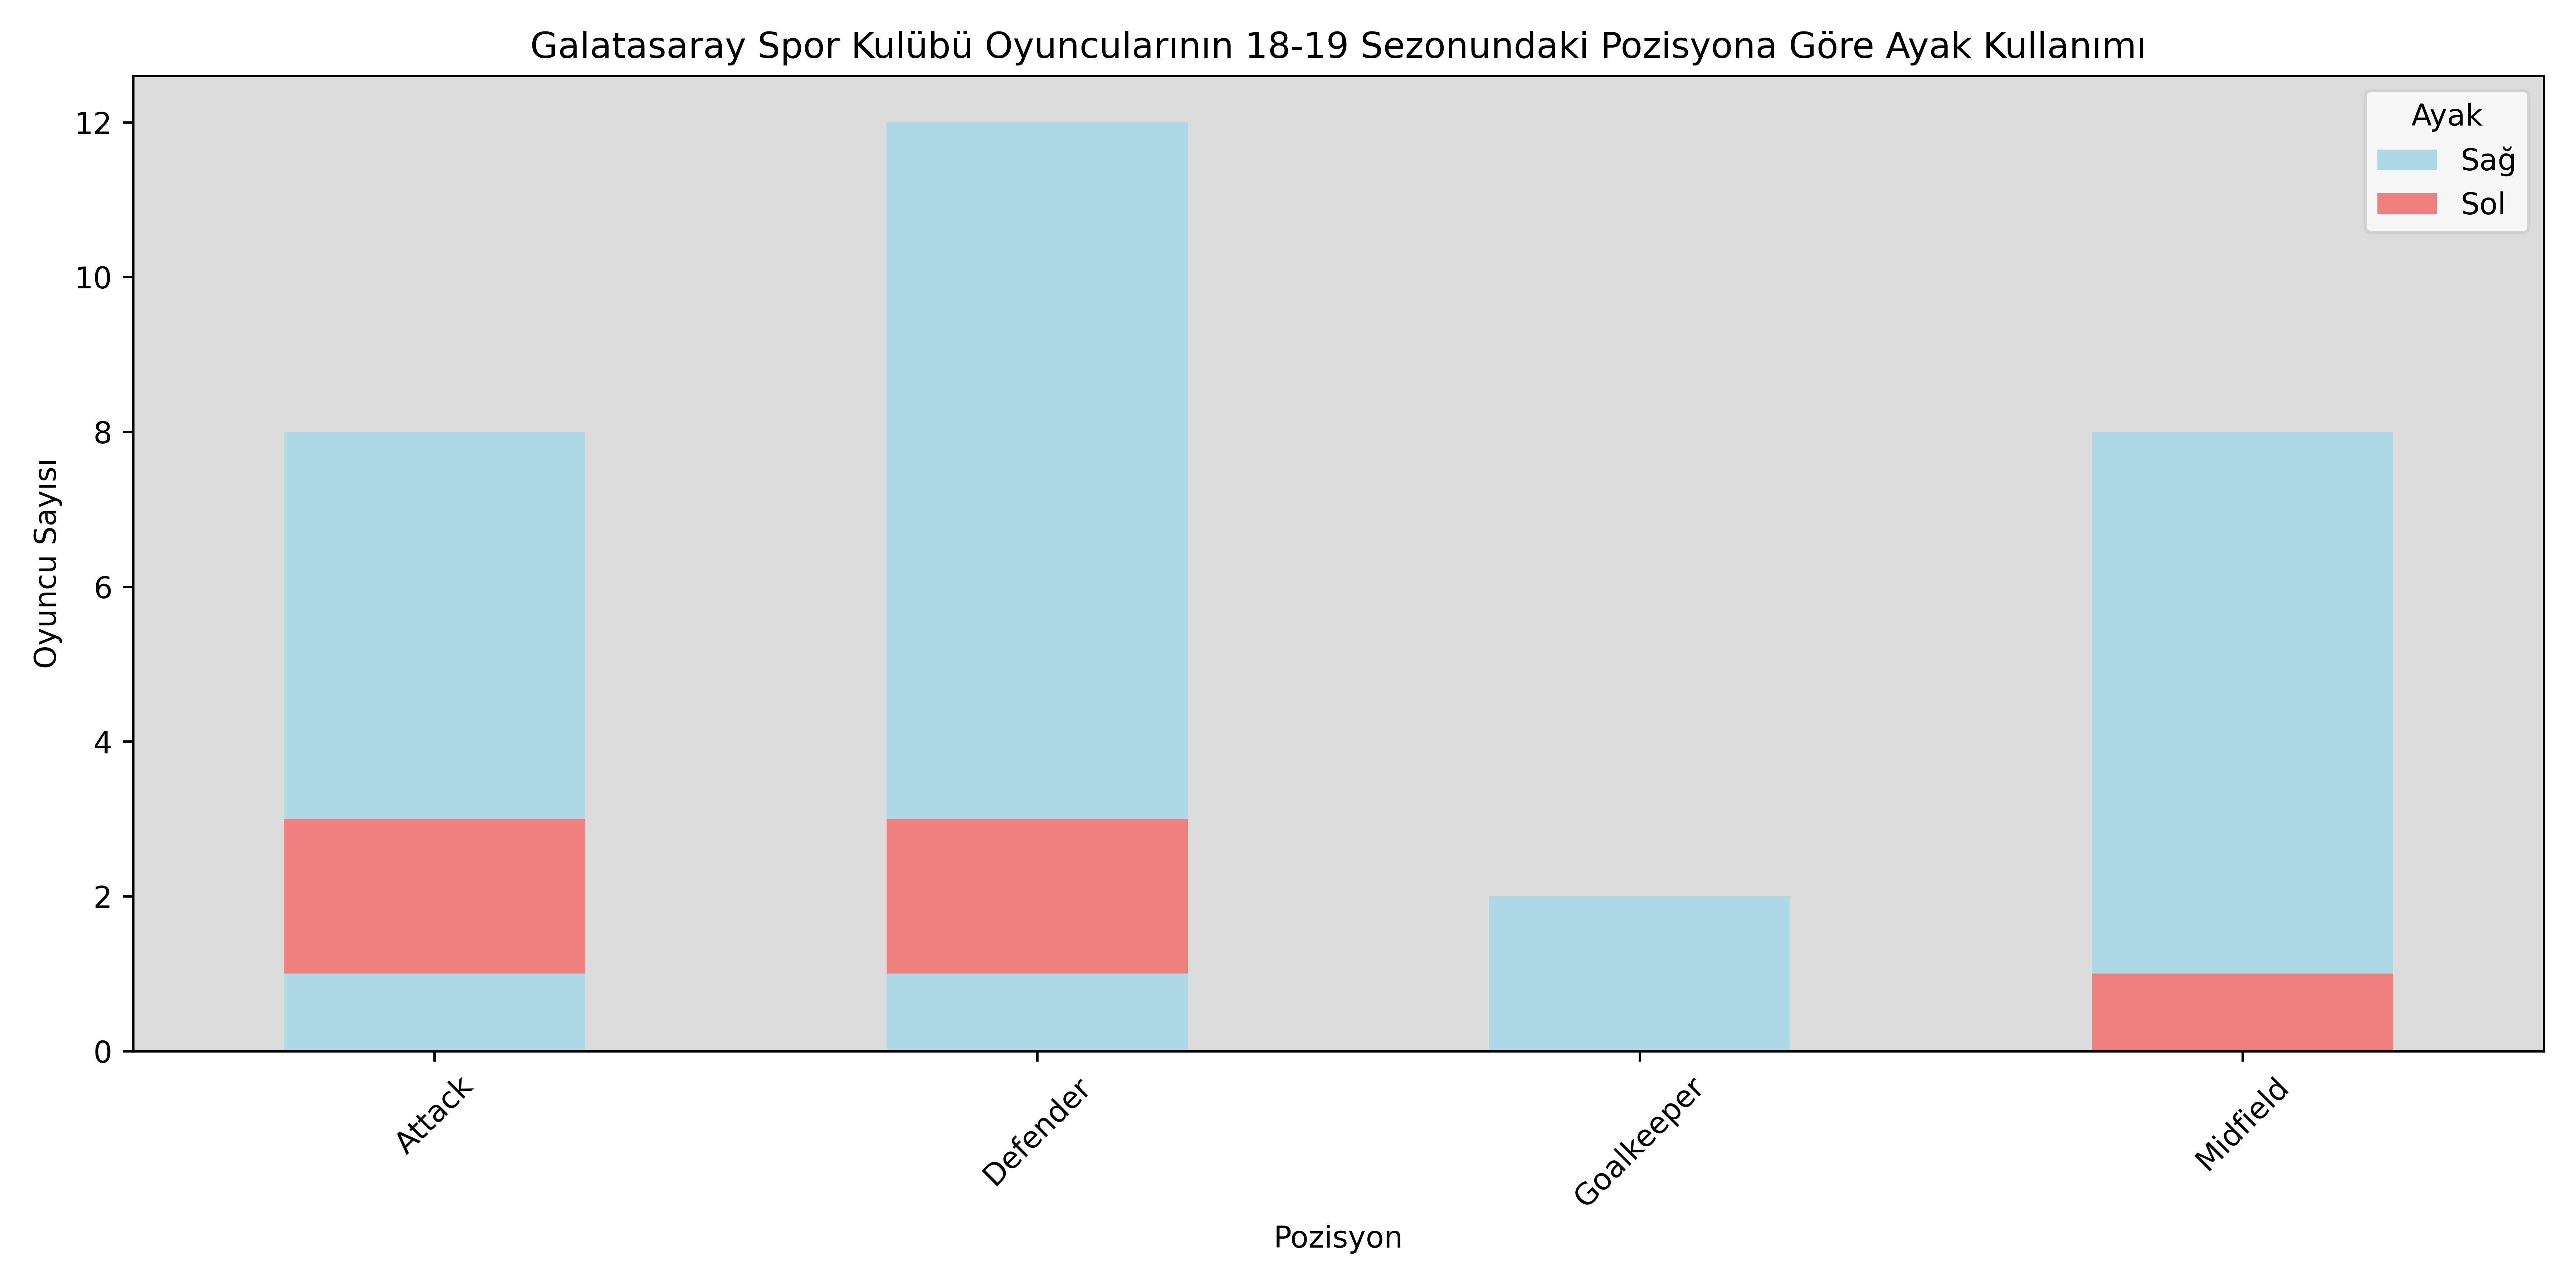 Galatasaray Spor Kulübü Oyuncularının 18-19 Sezonundaki Pozisyona Göre Ayak Kullanımı
Ayak
Sağ
Sol
Oyuncu Sayısı
12
10
8
6
4
2
0
Attack
Defender
Goalkeeper
Midfield
Pozisyon